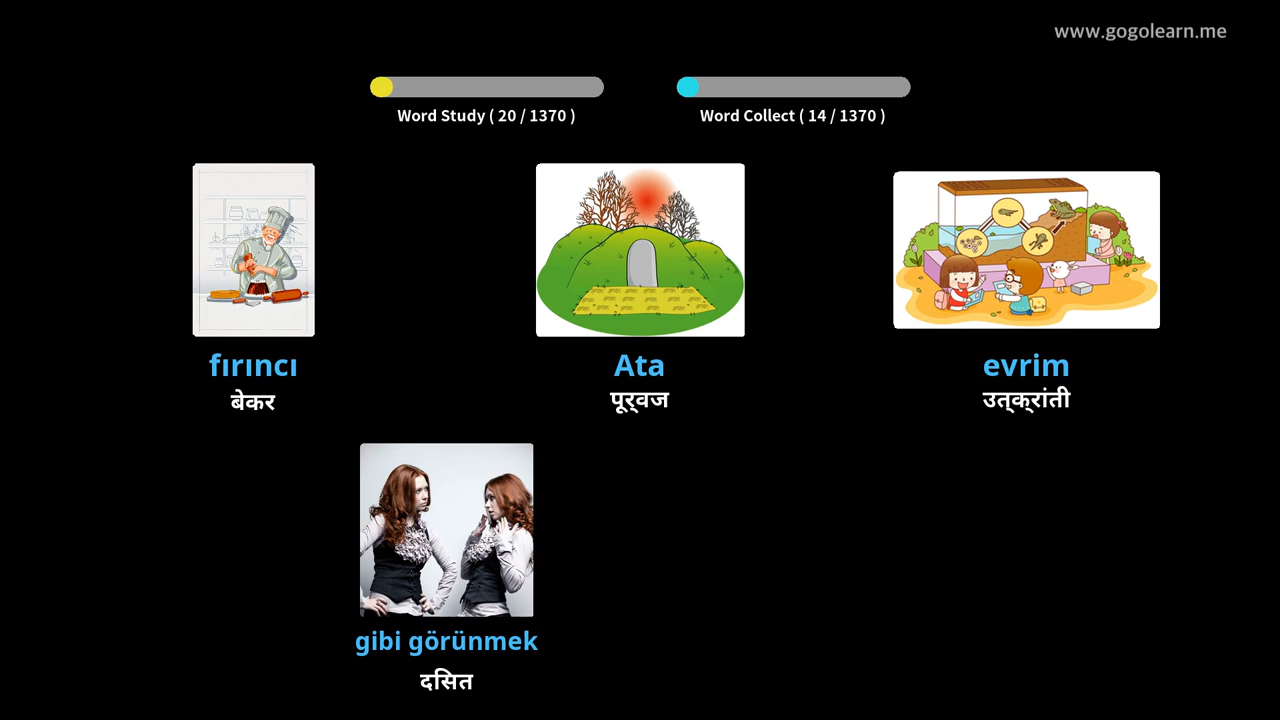 www.gogolearn.me
Word Study ( 20 / 1370 )
Word Collect ( 14 / 1370 )
fırıncı
Ata
evrim
बेकर
पूर्वज
उत्क्रांती
gibi görünmek
दसित